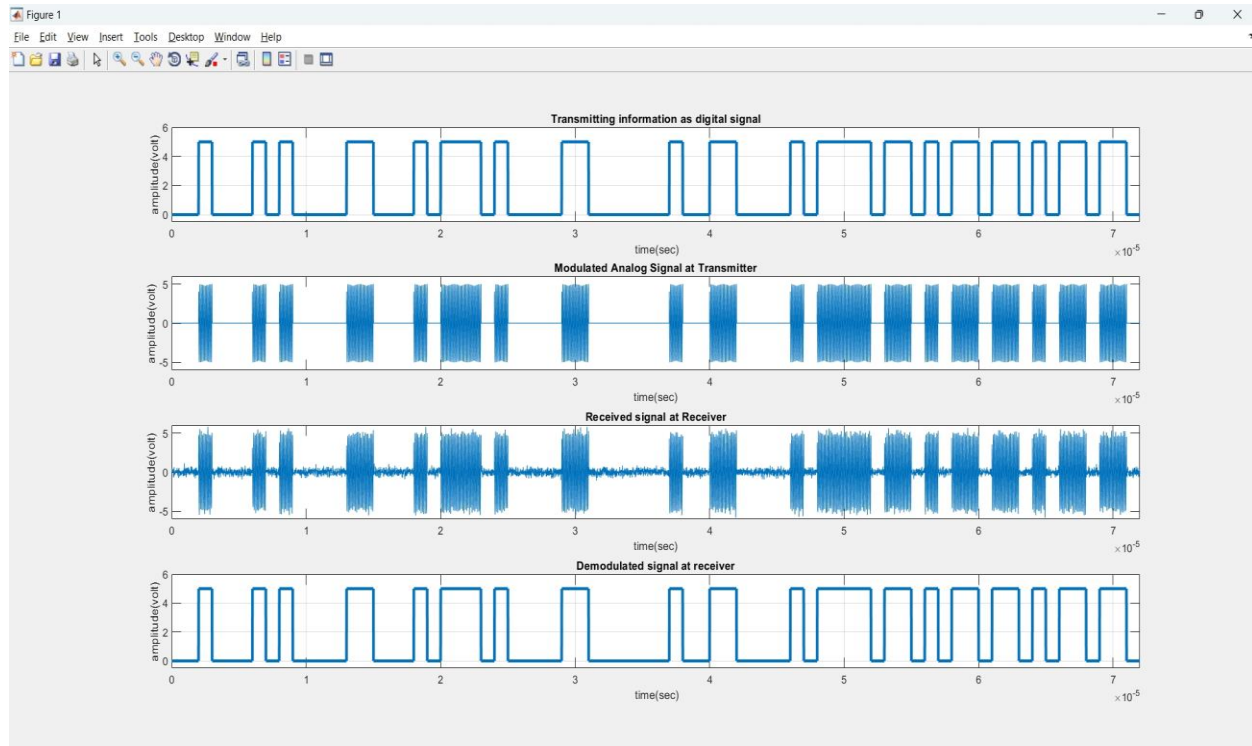 Figure 1
File Edit View Insert Tools Desktop Window Help
Transmitting information as digital signal
amplitude(volt)
6
4
2
0
0 1 2 3 4 5 6 7
time(sec)
×10⁻⁵
Modulated Analog Signal at Transmitter
amplitude(volt)
5
0
-5
0 1 2 3 4 5 6 7
time(sec)
×10⁻⁵
Received signal at Receiver
amplitude(volt)
5
0
-5
0 1 2 3 4 5 6 7
time(sec)
×10⁻⁵
Demodulated signal at receiver
amplitude(volt)
6
4
2
0
0 1 2 3 4 5 6 7
time(sec)
×10⁻⁵